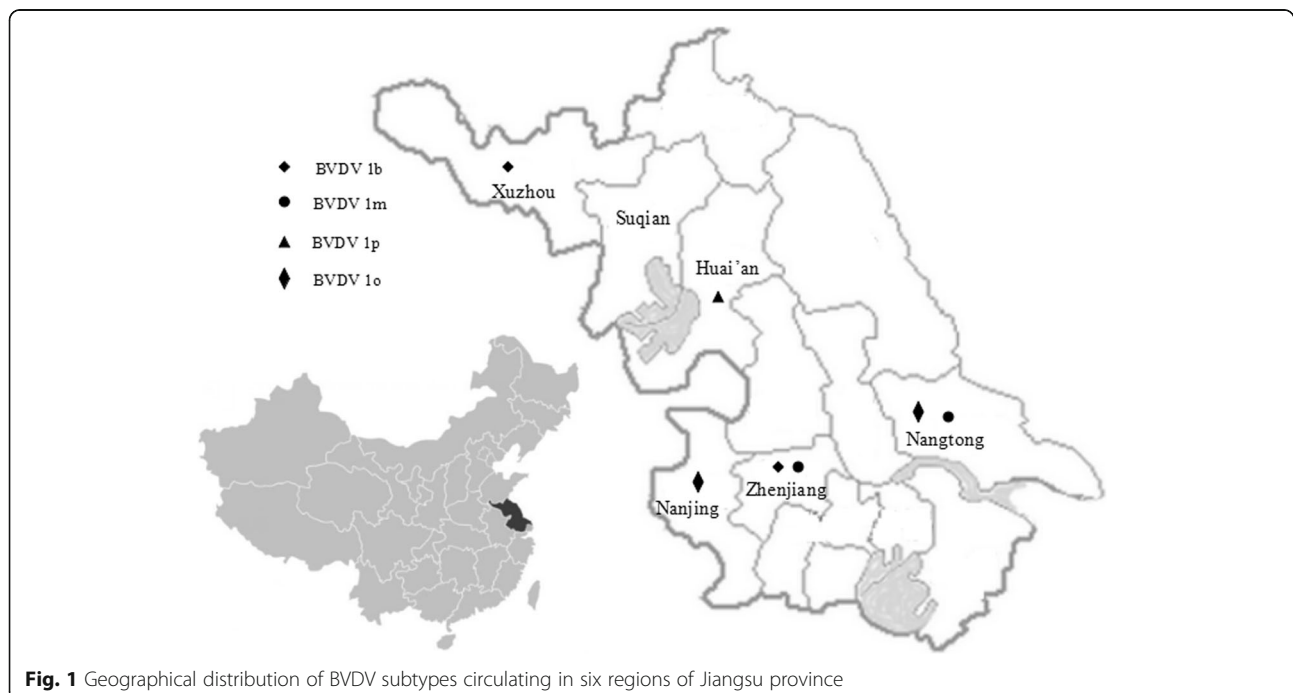 BVDV 1b
BVDV 1m
BVDV 1p
BVDV 1o
Xuzhou
Suqian
Huai'an
Nangtong
Zhenjiang
Nanjing
Fig. 1 Geographical distribution of BVDV subtypes circulating in six regions of Jiangsu province